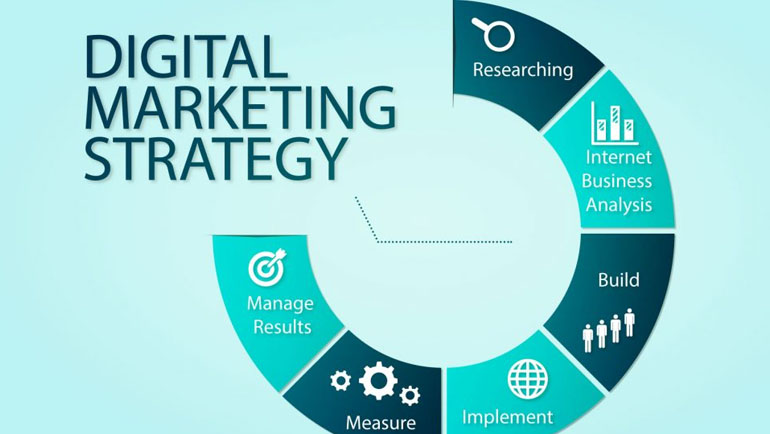 DIGITAL
MARKETING
STRATEGY
Researching
Internet
Business
Analysis
Build
Implement
Measure
Manage
Results